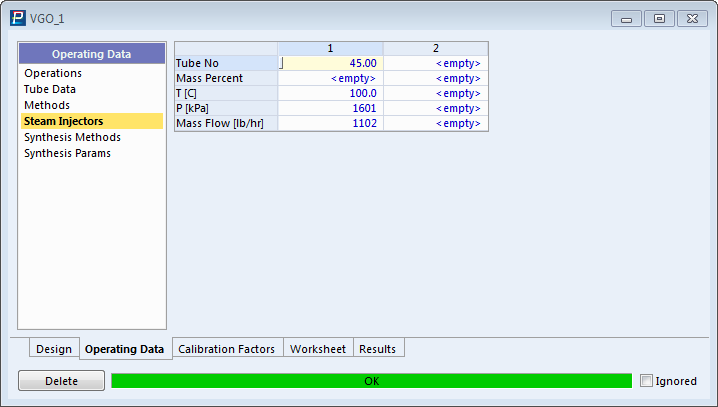 VGO_1
Operating Data
Operations
Tube Data
Methods
Steam Injectors
Synthesis Methods
Synthesis Params
1 2
Tube No 45.00 <empty>
Mass Percent <empty> <empty>
T [C] 100.0 <empty>
P [kPa] 1601 <empty>
Mass Flow [lb/hr] 1102 <empty>
Design Operating Data Calibration Factors Worksheet Results
Delete OK Ignored